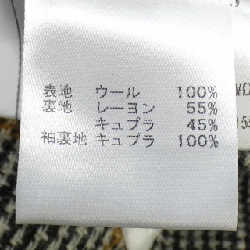 表地 ウール 100%
裏地 レーヨン 55%
キュプラ 45%
袖裏地 キュプラ 100%